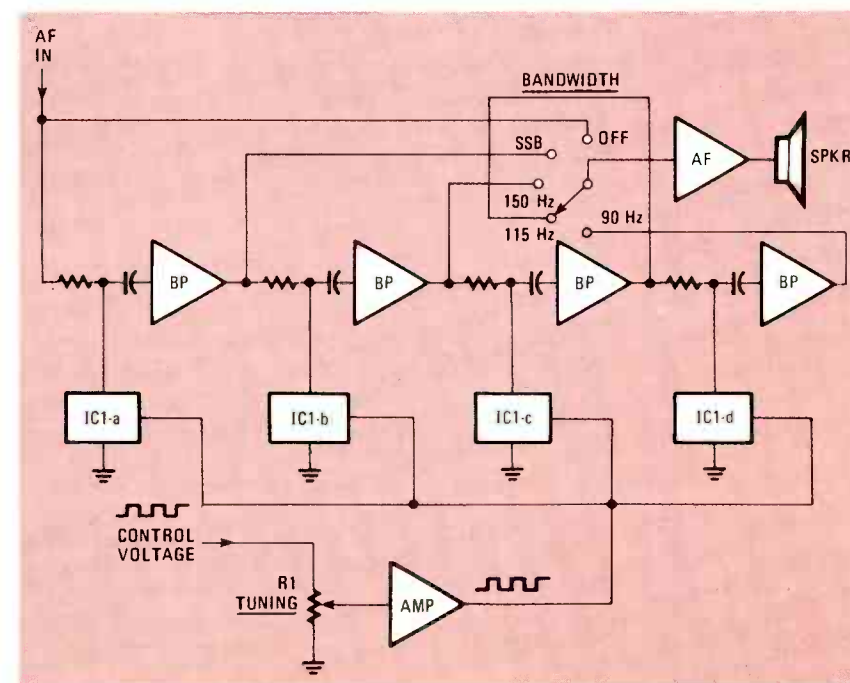 AF
IN
BANDWIDTH
SSB
OFF
AF
SPKR
150 Hz
115 Hz
90 Hz
BP
BP
BP
BP
IC1-a
IC1-b
IC1-c
IC1-d
CONTROL
VOLTAGE
R1
TUNING
AMP